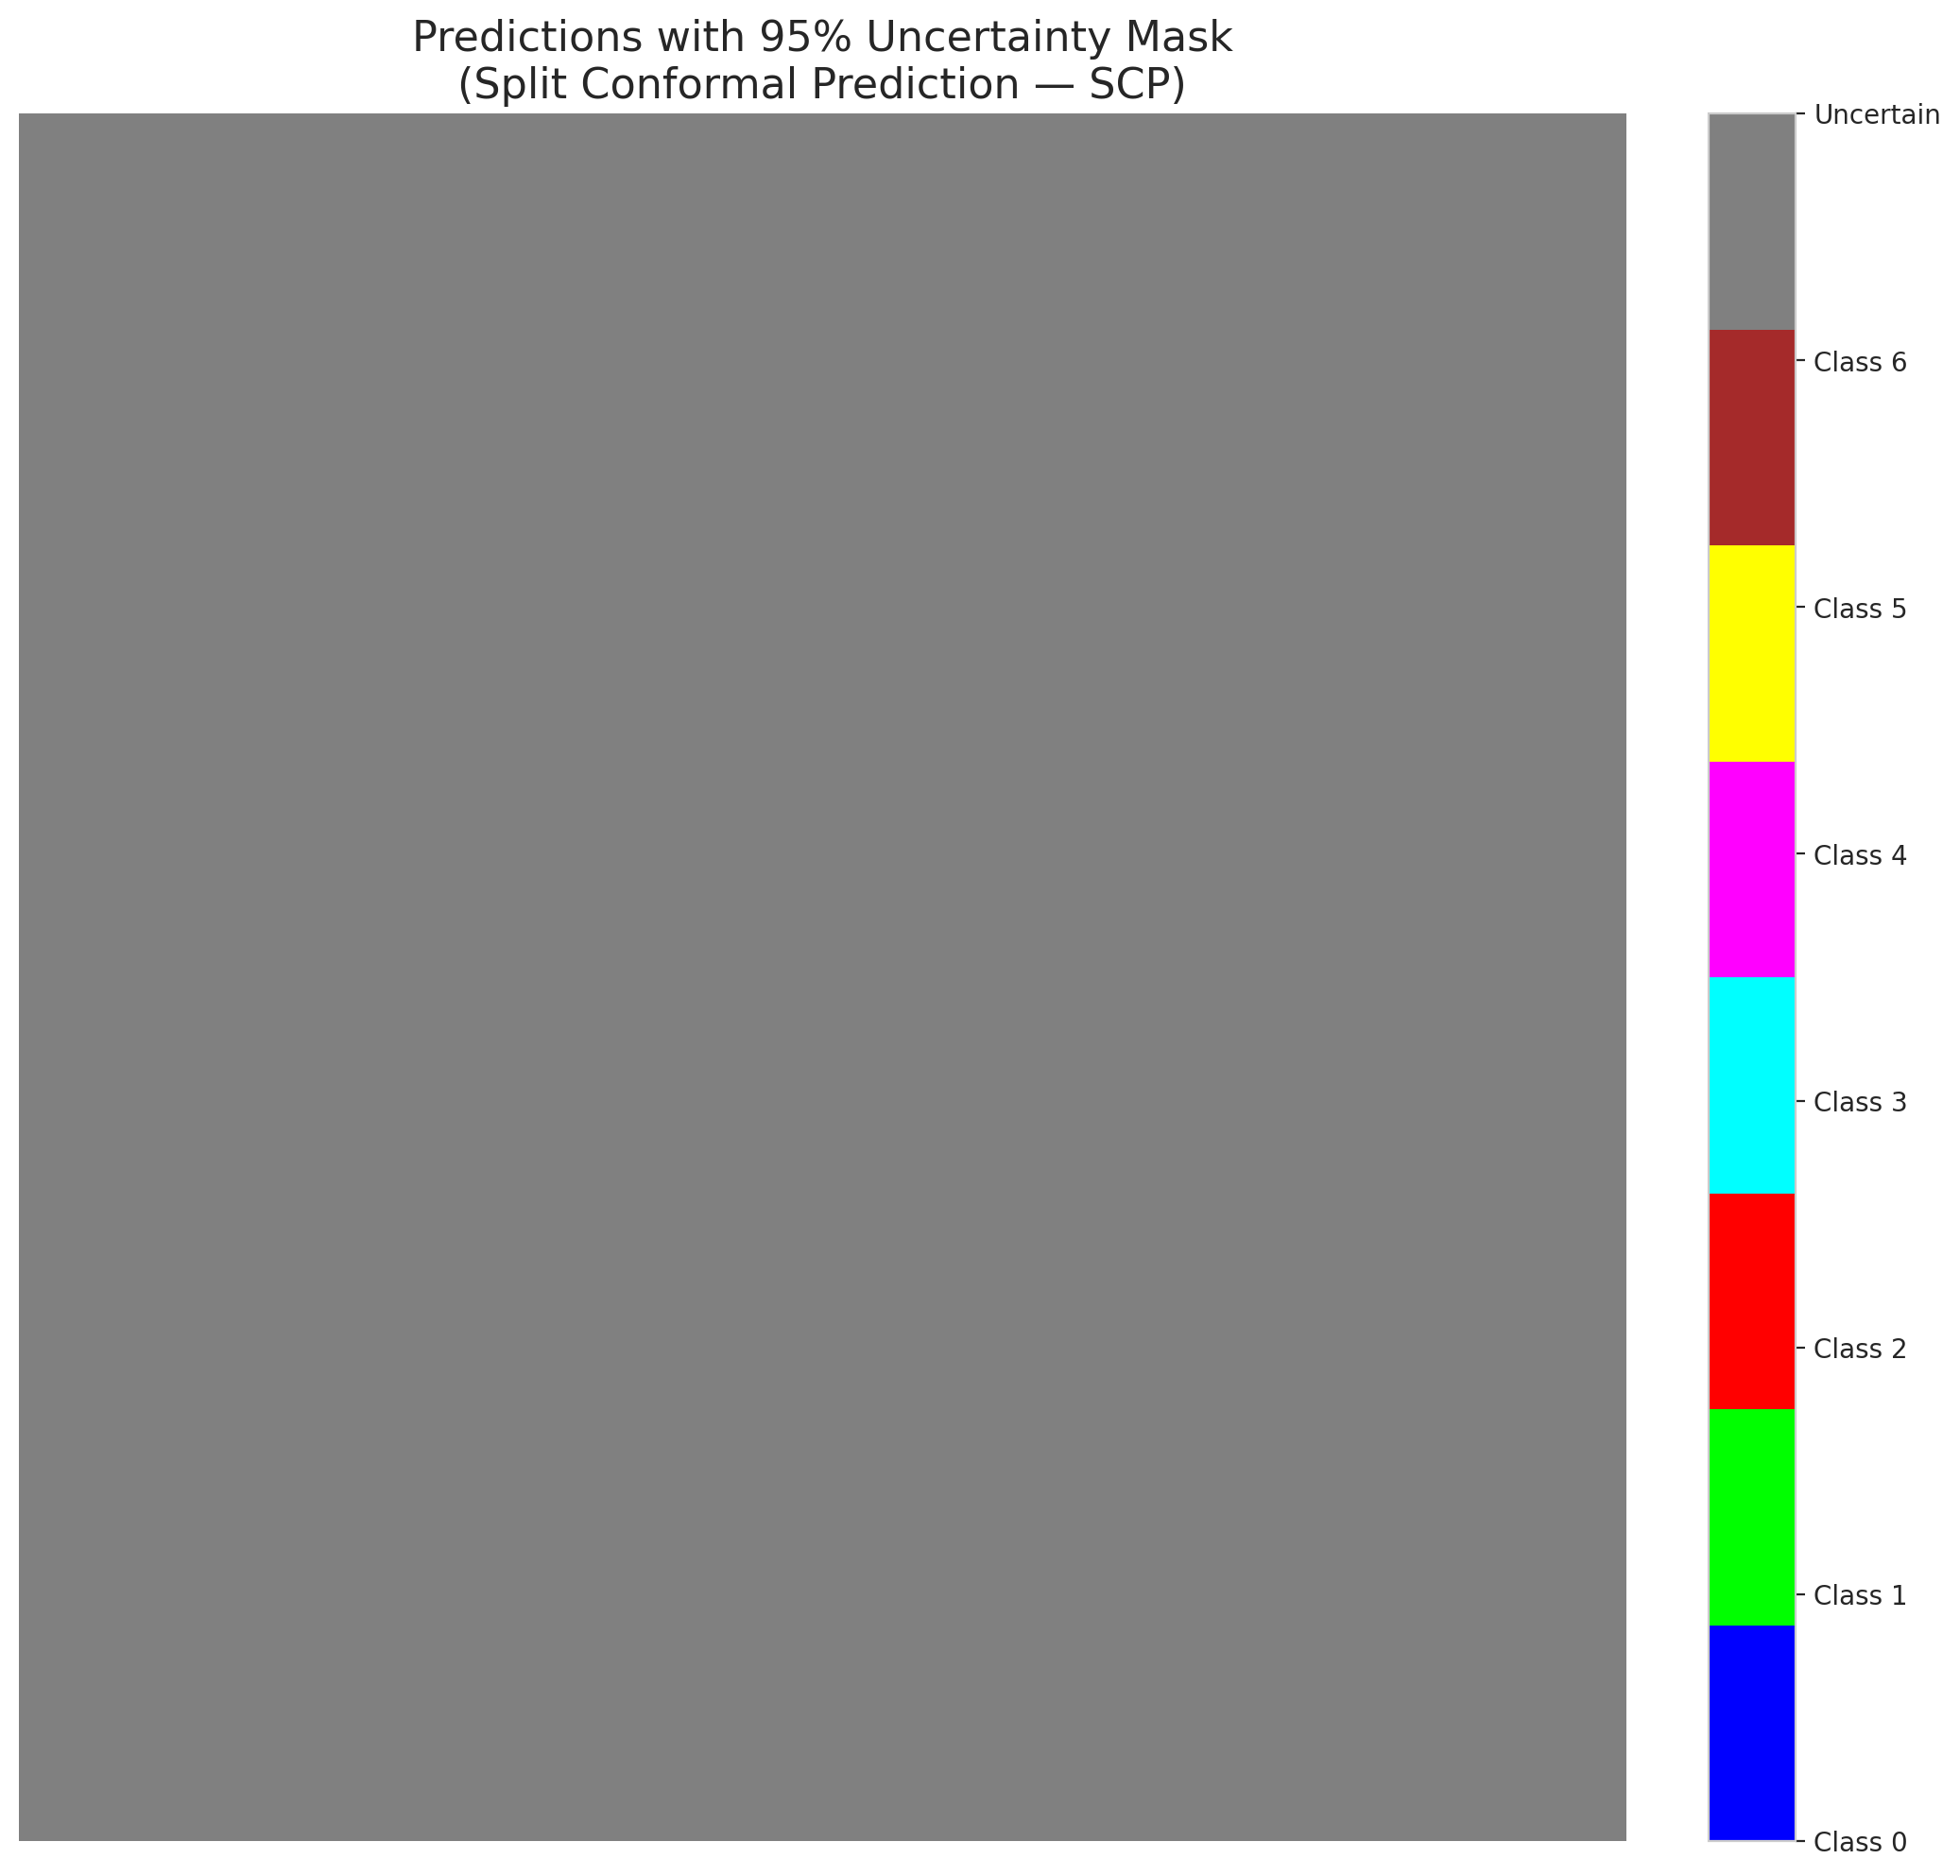 Predictions with 95% Uncertainty Mask
(Split Conformal Prediction — SCP)
Uncertain
Class 6
Class 5
Class 4
Class 3
Class 2
Class 1
Class 0